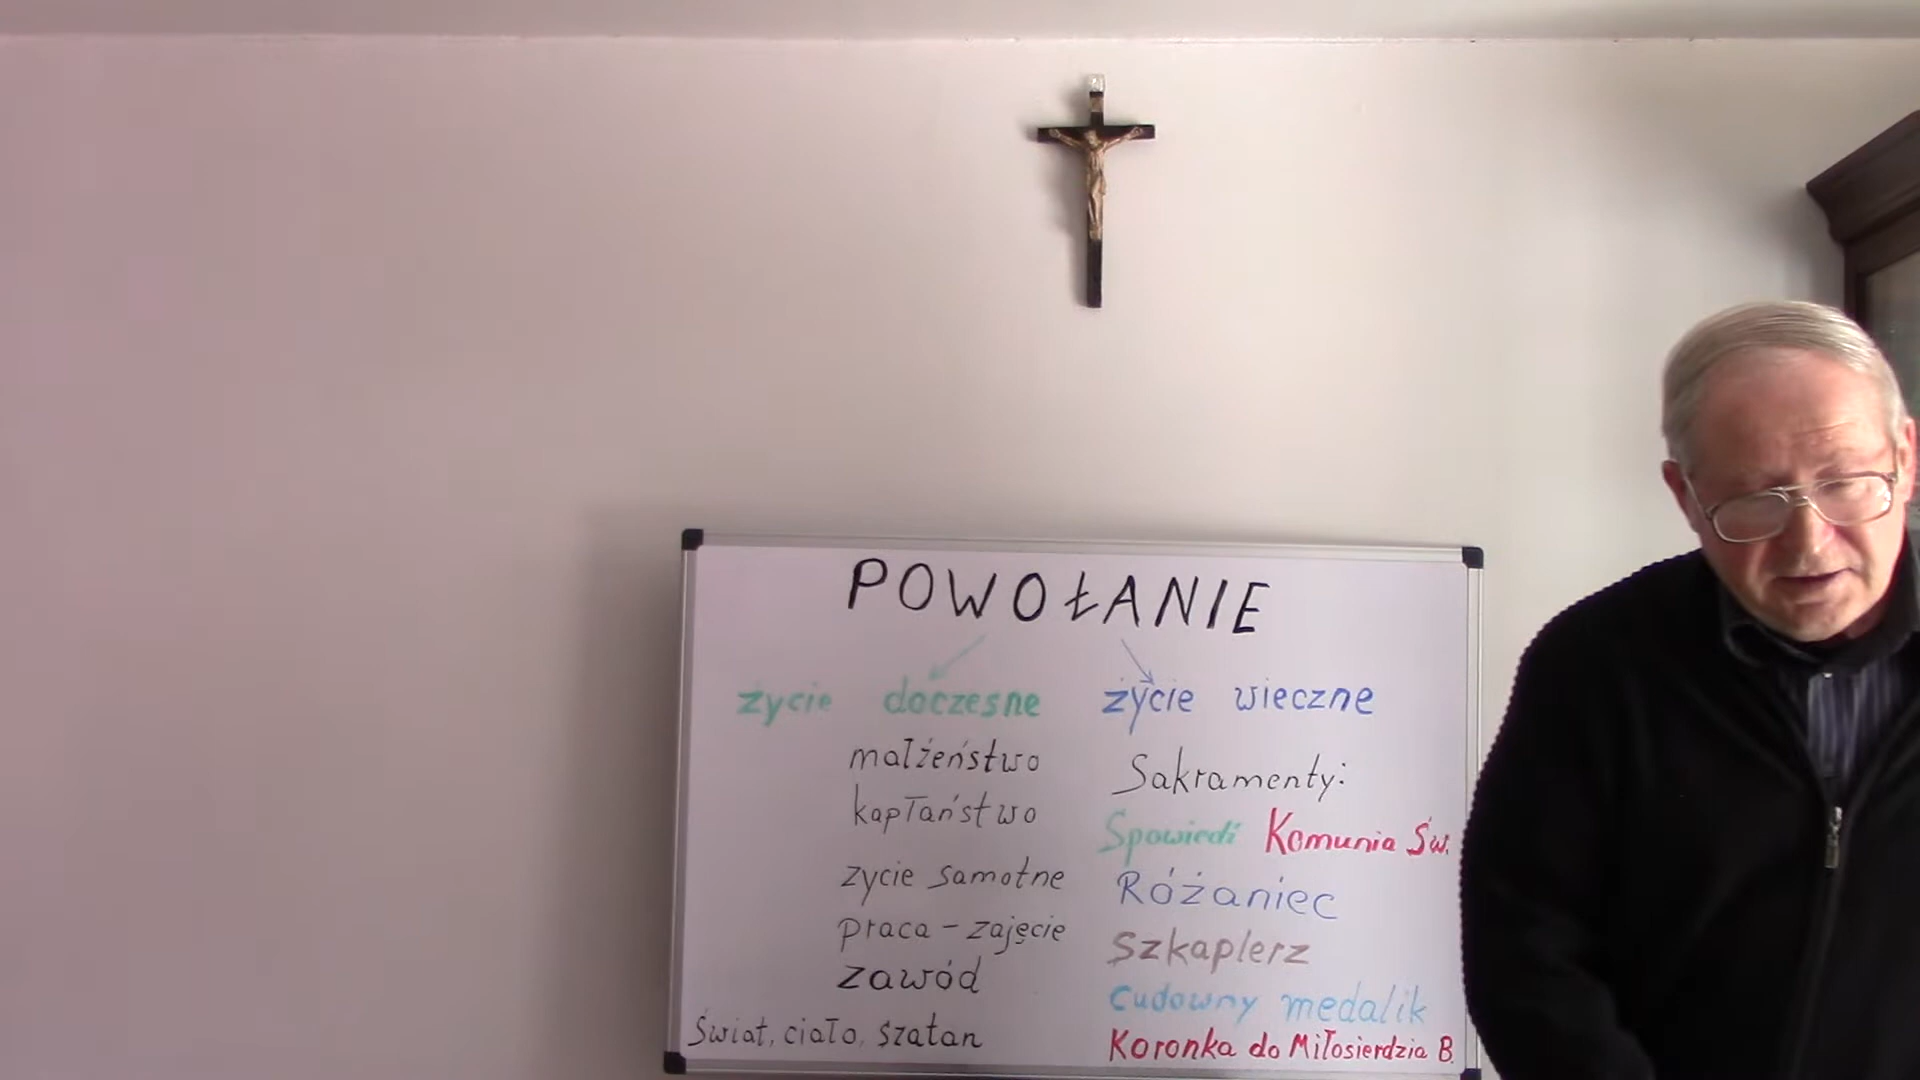 POWOŁANIE
życie doczesne
małżeństwo
kapłaństwo
życie samotne
praca - zajęcie
zawód
świat, ciało, szatan
życie wieczne
Sakramenty:
Spowiedź Komunia Św.
Różaniec
Szkaplerz
Cudowny medalik
Koronka do Miłosierdzia B.